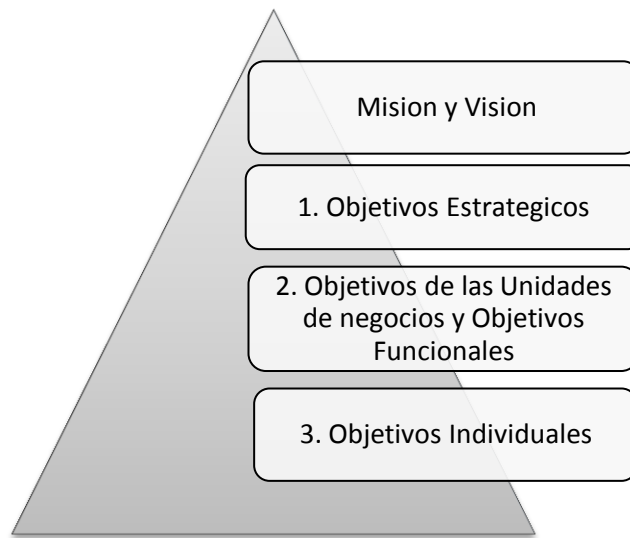 Mision y Vision
1. Objetivos Estrategicos
2. Objetivos de las Unidades
de negocios y Objetivos
Funcionales
3. Objetivos Individuales